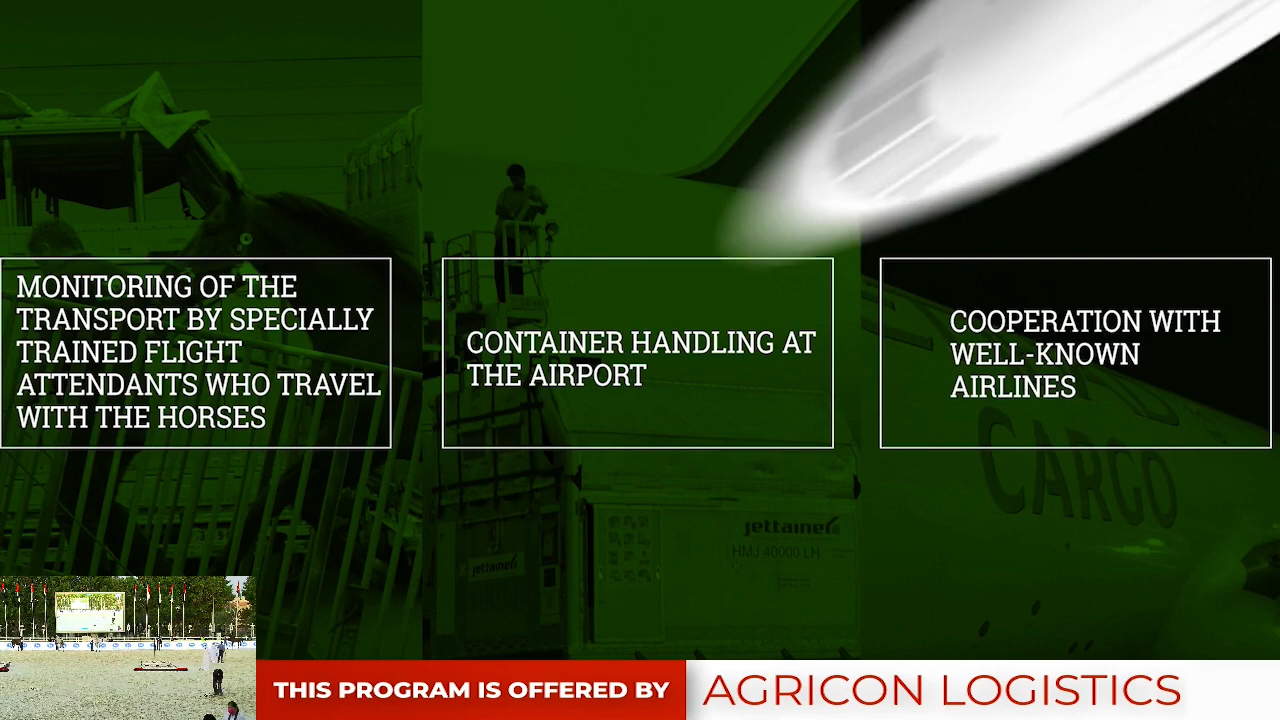 MONITORING OF THE
TRANSPORT BY SPECIALLY
TRAINED FLIGHT
ATTENDANTS WHO TRAVEL
WITH THE HORSES
CONTAINER HANDLING AT
THE AIRPORT
COOPERATION WITH
WELL-KNOWN
AIRLINES
CARGO
jettainer
HMJ 40000 LH
jettainer
THIS PROGRAM IS OFFERED BY
AGRICON LOGISTICS